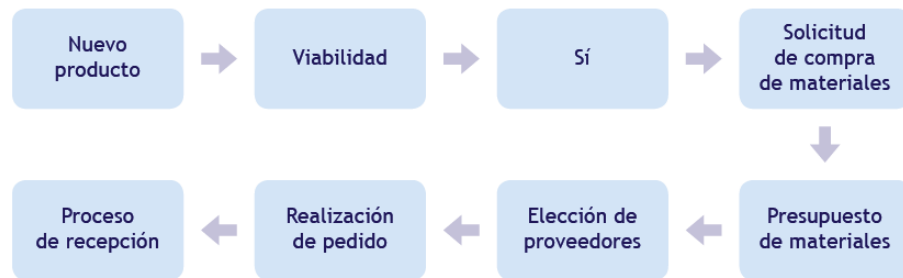 Nuevo
producto
Viabilidad
Sí
Solicitud
de compra
de materiales
Presupuesto
de materiales
Elección de
proveedores
Realización
de pedido
Proceso
de recepción